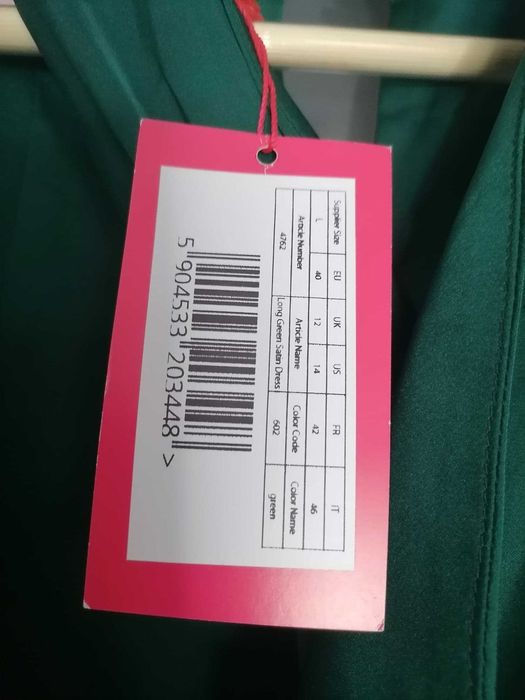 Supplier Size EU UK US FR IT
L 40 12 14 42 46
Article Number Article Name Color Code Color Name
4762 Long Green Satin Dress 602 green
5 904533 203448 >